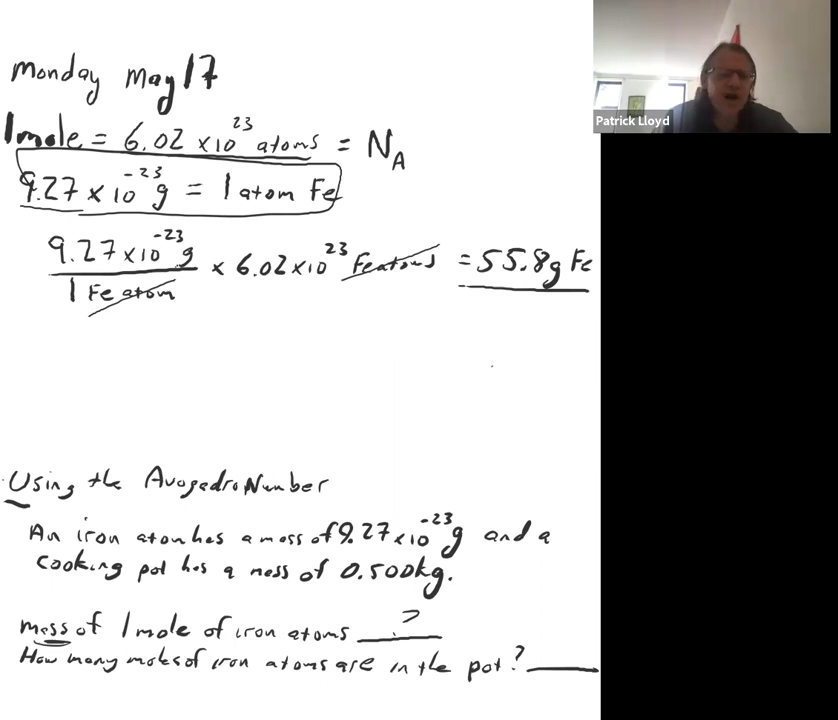 Monday May 17
1 mole = 6.02 x 10^23 atoms = N_A
9.27 x 10^-23 g = 1 atom Fe
9.27 x 10^-23 g / 1 Fe atom x 6.02 x 10^23 Fe atoms = 55.8g Fe
Using the Avogadro Number
An iron atom has a mass of 9.27 x 10^-23 g and a
cooking pot has a mass of 0.500kg.
mass of 1 mole of iron atoms ?
How many moles of iron atoms are in the pot?
Patrick Lloyd